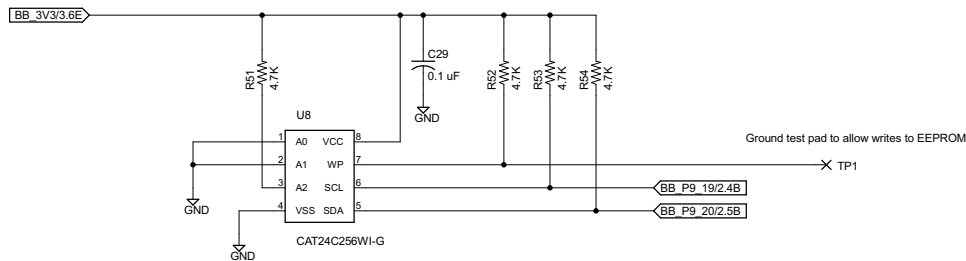 BB_3V3/3.6E
R51
4.7K
C29
0.1 uF
GND
R52
4.7K
R53
4.7K
R54
4.7K
U8
1 A0 VCC 8
2 A1 WP 7
3 A2 SCL 6
4 VSS SDA 5
CAT24C256WI-G
GND
GND
Ground test pad to allow writes to EEPROM
TP1
BB_P9_19/2.4B
BB_P9_20/2.5B